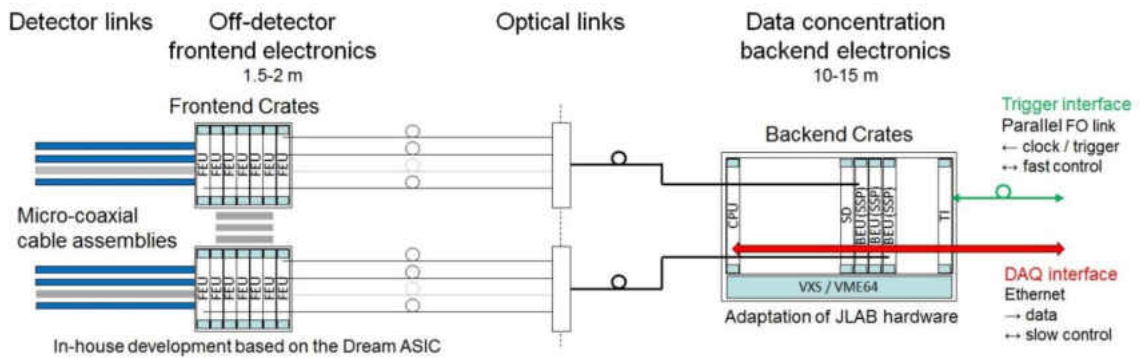 Detector links
Off-detector
frontend electronics
1.5-2 m
Optical links
Data concentration
backend electronics
10-15 m
Frontend Crates
FEU
FEU
FEU
FEU
FEU
FEU
FEU
Micro-coaxial
cable assemblies
FEU
FEU
FEU
FEU
FEU
FEU
FEU
In-house development based on the Dream ASIC
Backend Crates
CPU
SD
BEU(SSP)
BEU(SSP)
BEU(SSP)
TI
VXS / VME64
Adaptation of JLAB hardware
Trigger interface
Parallel FO link
← clock / trigger
↔ fast control
DAQ interface
Ethernet
→ data
↔ slow control